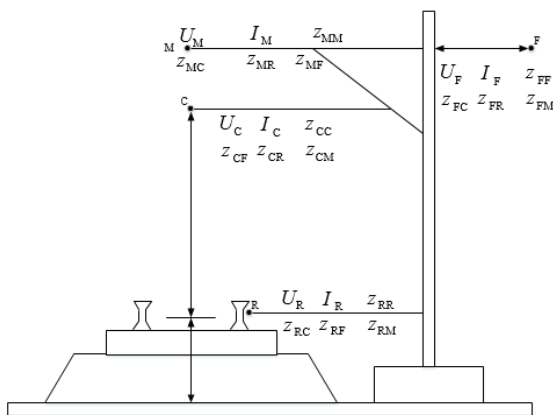 U_M I_M z_MM
M
z_MC z_MR z_MF
F
U_F I_F z_FF
z_FC z_FR z_FM
C
U_C I_C z_CC
z_CF z_CR z_CM
R
U_R I_R z_RR
z_RC z_RF z_RM